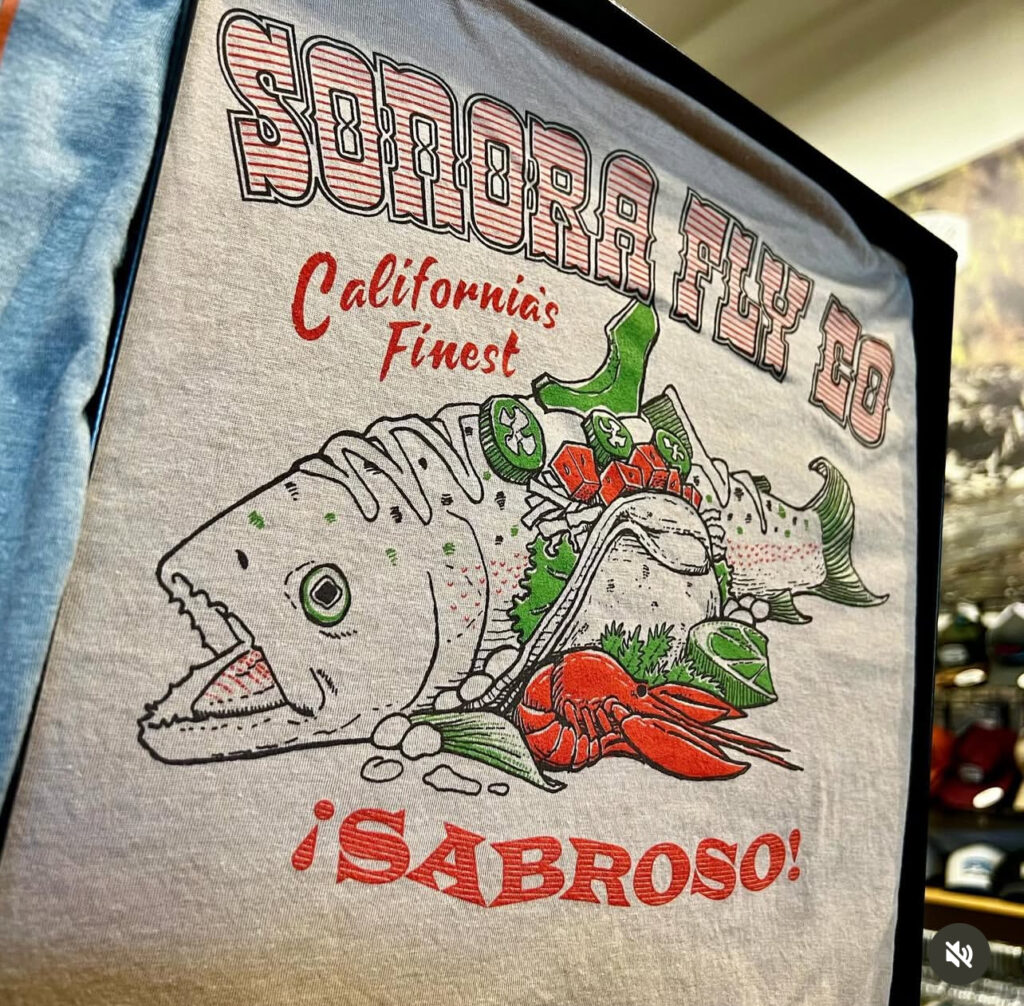 SONORA FLY CO
California's
Finest
¡SABROSO!